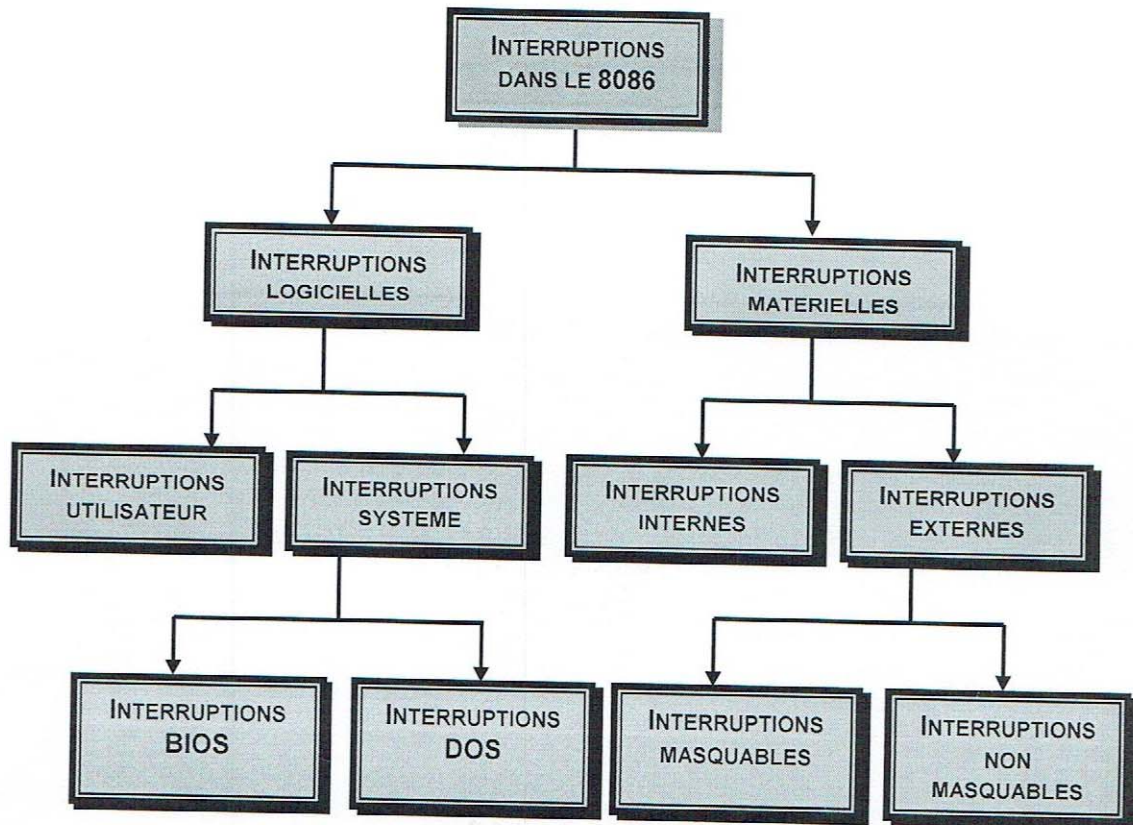 INTERRUPTIONS
DANS LE 8086
INTERRUPTIONS
LOGICIELLES
INTERRUPTIONS
MATERIELLES
INTERRUPTIONS
UTILISATEUR
INTERRUPTIONS
SYSTEME
INTERRUPTIONS
INTERNES
INTERRUPTIONS
EXTERNES
INTERRUPTIONS
BIOS
INTERRUPTIONS
DOS
INTERRUPTIONS
MASQUABLES
INTERRUPTIONS
NON
MASQUABLES